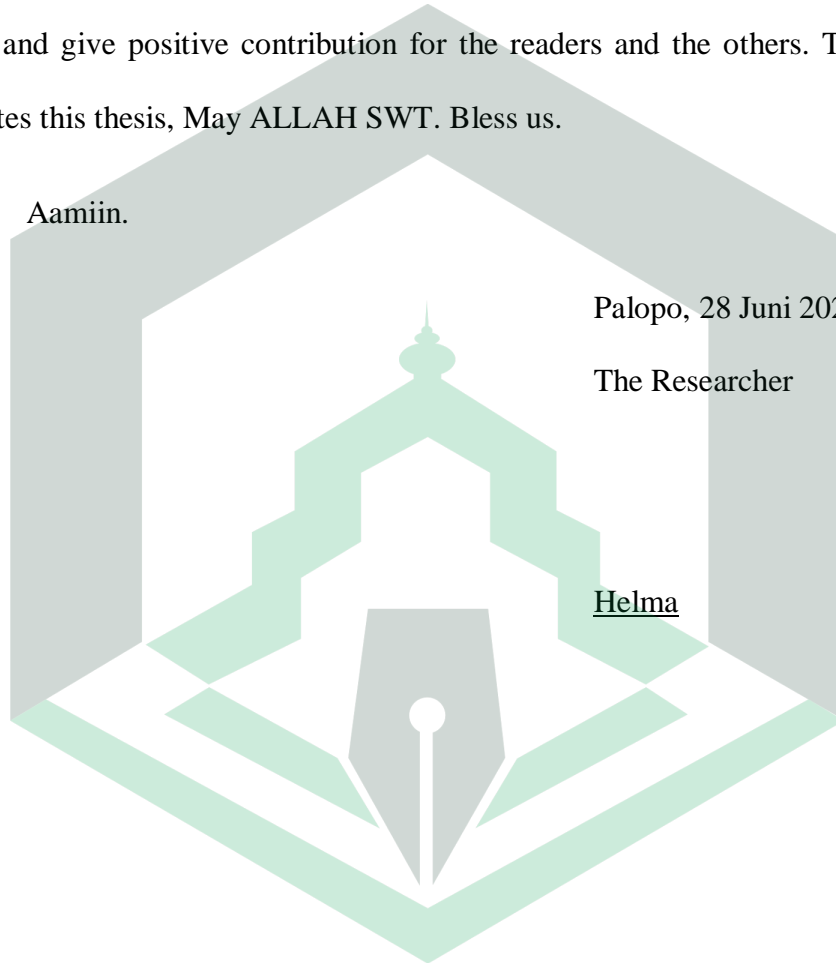 and give positive contribution for the readers and the others. T
tes this thesis, May ALLAH SWT. Bless us.
Aamiin.
Palopo, 28 Juni 202
The Researcher
Helma